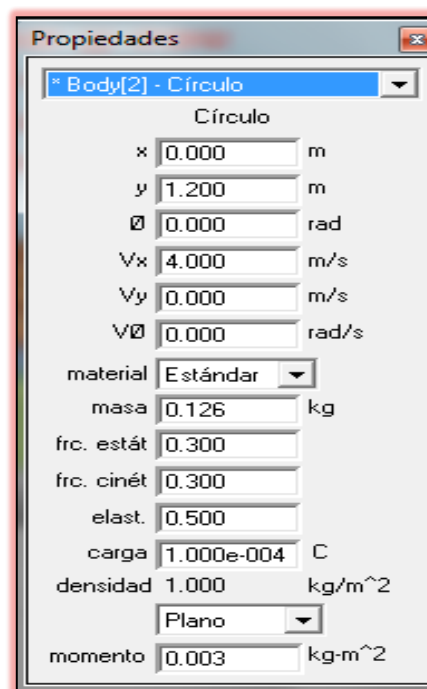 Propiedades
* Body[2] - Círculo
Círculo
x 0.000 m
y 1.200 m
Ø 0.000 rad
Vx 4.000 m/s
Vy 0.000 m/s
VØ 0.000 rad/s
material Estándar
masa 0.126 kg
frc. estát 0.300
frc. cinét 0.300
elast. 0.500
carga 1.000e-004 C
densidad 1.000 kg/m^2
Plano
momento 0.003 kg-m^2